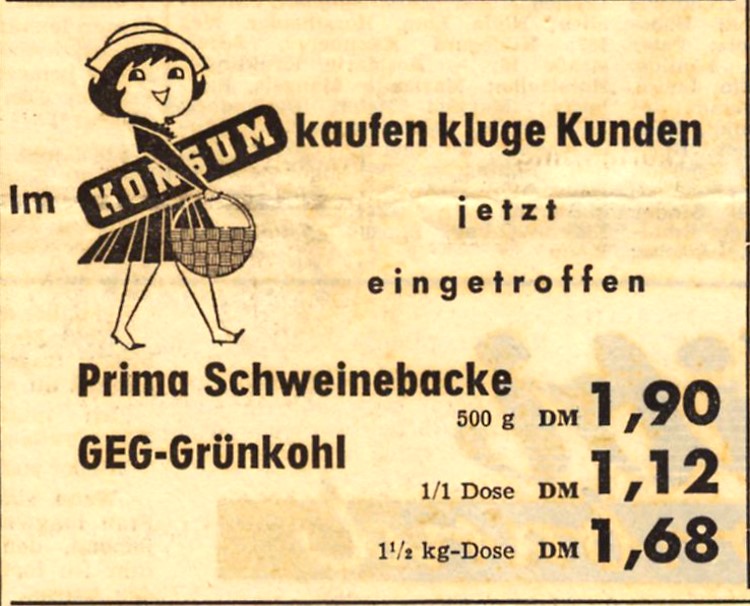 Im KONSUM kaufen kluge Kunden
jetzt
eingetroffen
Prima Schweinebacke
500 g DM 1,90
GEG-Grünkohl
1/1 Dose DM 1,12
1½ kg-Dose DM 1,68